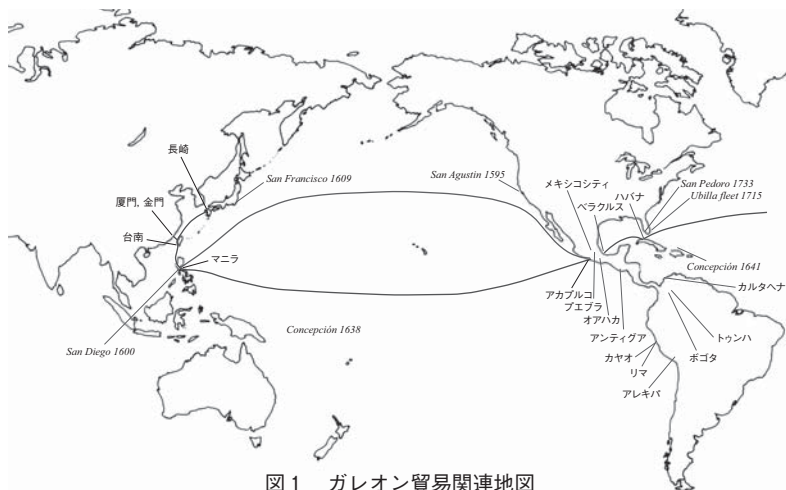 長崎
San Francisco 1609
San Agustin 1595
メキシコシティ
ベラクルス
ハバナ
San Pedoro 1733
Ubilla fleet 1715
厦門, 金門
台南
マニラ
Concepción 1641
カルタヘナ
アカプルコ
プエブラ
オアハカ
アンティグア
トゥンハ
ボゴタ
カヤオ
リマ
アレキパ
Concepción 1638
San Diego 1600
図1 ガレオン貿易関連地図